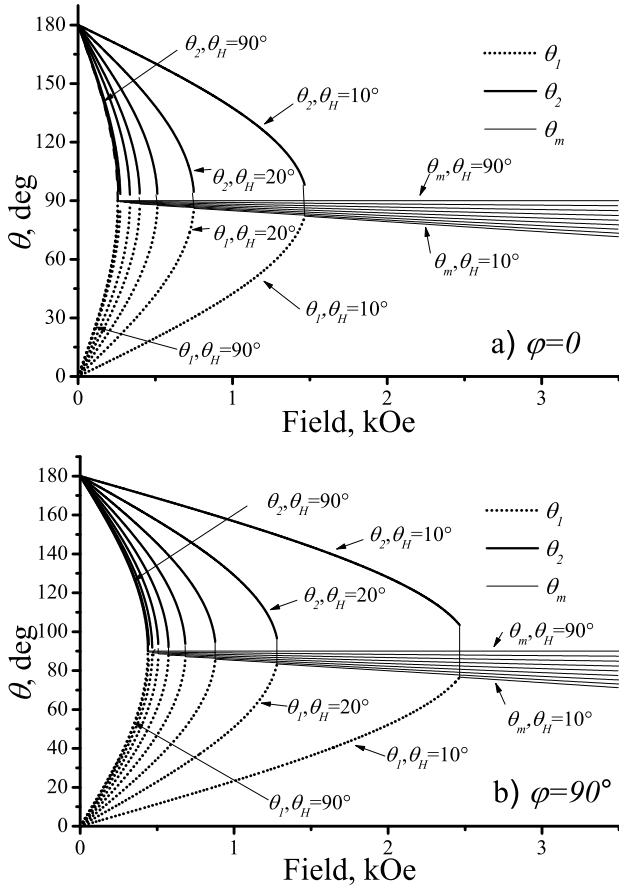 180
150
120
90
60
30
0
θ, deg
θ2,θH=90°
θ2,θH=10°
θ2,θH=20°
θ1,θH=20°
θ1,θH=10°
θ1,θH=90°
θm,θH=90°
θm,θH=10°
θ1
θ2
θm
a) φ=0
0
1
2
3
Field, kOe
180
160
140
120
100
80
60
40
20
0
θ, deg
θ2,θH=90°
θ2,θH=10°
θ2,θH=20°
θ1,θH=20°
θ1,θH=10°
θ1,θH=90°
θm,θH=90°
θm,θH=10°
θ1
θ2
θm
b) φ=90°
0
1
2
3
Field, kOe